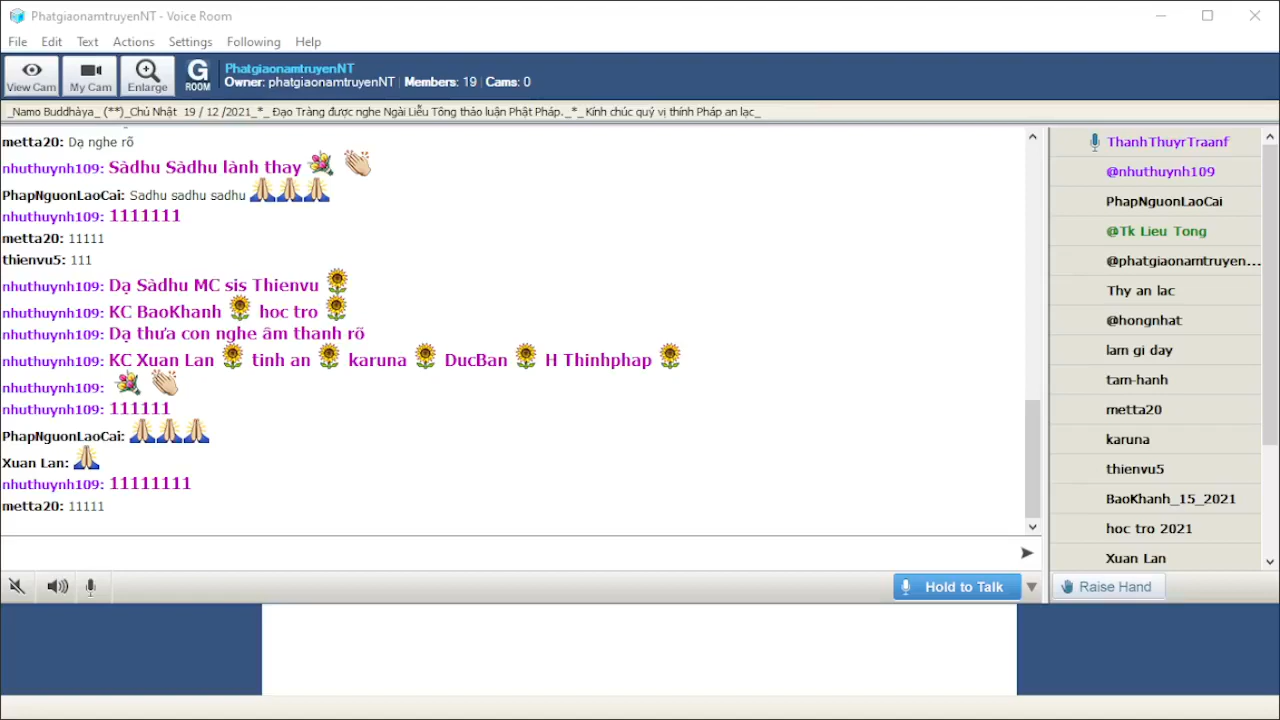 PhatgiaonamtruyenNT - Voice Room
File Edit Text Actions Settings Following Help
View Cam My Cam Enlarge G ROOM
PhatgiaonamtruyenNT
Owner: phatgiaonamtruyenNT | Members: 19 | Cams: 0
_Namo Buddhàya_ (**)_Chủ Nhật 19 / 12 /2021_*_ Đạo Tràng được nghe Ngài Liễu Tông thảo luận Phật Pháp._*_Kính chúc quý vị thính Pháp an lạc_
metta20: Dạ nghe rõ
nhuthuynh109: Sàdhu Sàdhu lành thay
PhapNguonLaoCai: Sadhu sadhu sadhu
nhuthuynh109: 1111111
metta20: 11111
thienvu5: 111
nhuthuynh109: Dạ Sàdhu MC sis Thienvu
nhuthuynh109: KC BaoKhanh hoc tro
nhuthuynh109: Dạ thưa con nghe âm thanh rõ
nhuthuynh109: KC Xuan Lan tinh an karuna DucBan H Thinhphap
nhuthuynh109:
nhuthuynh109: 111111
PhapNguonLaoCai:
Xuan Lan:
nhuthuynh109: 11111111
metta20: 11111
Hold to Talk
ThanhThuyrTraanf
@nhuthuynh109
PhapNguonLaoCai
@Tk Lieu Tong
@phatgiaonamtruyen...
Thy an lac
@hongnhat
lam gi day
tam-hanh
metta20
karuna
thienvu5
BaoKhanh_15_2021
hoc tro 2021
Xuan Lan
Raise Hand